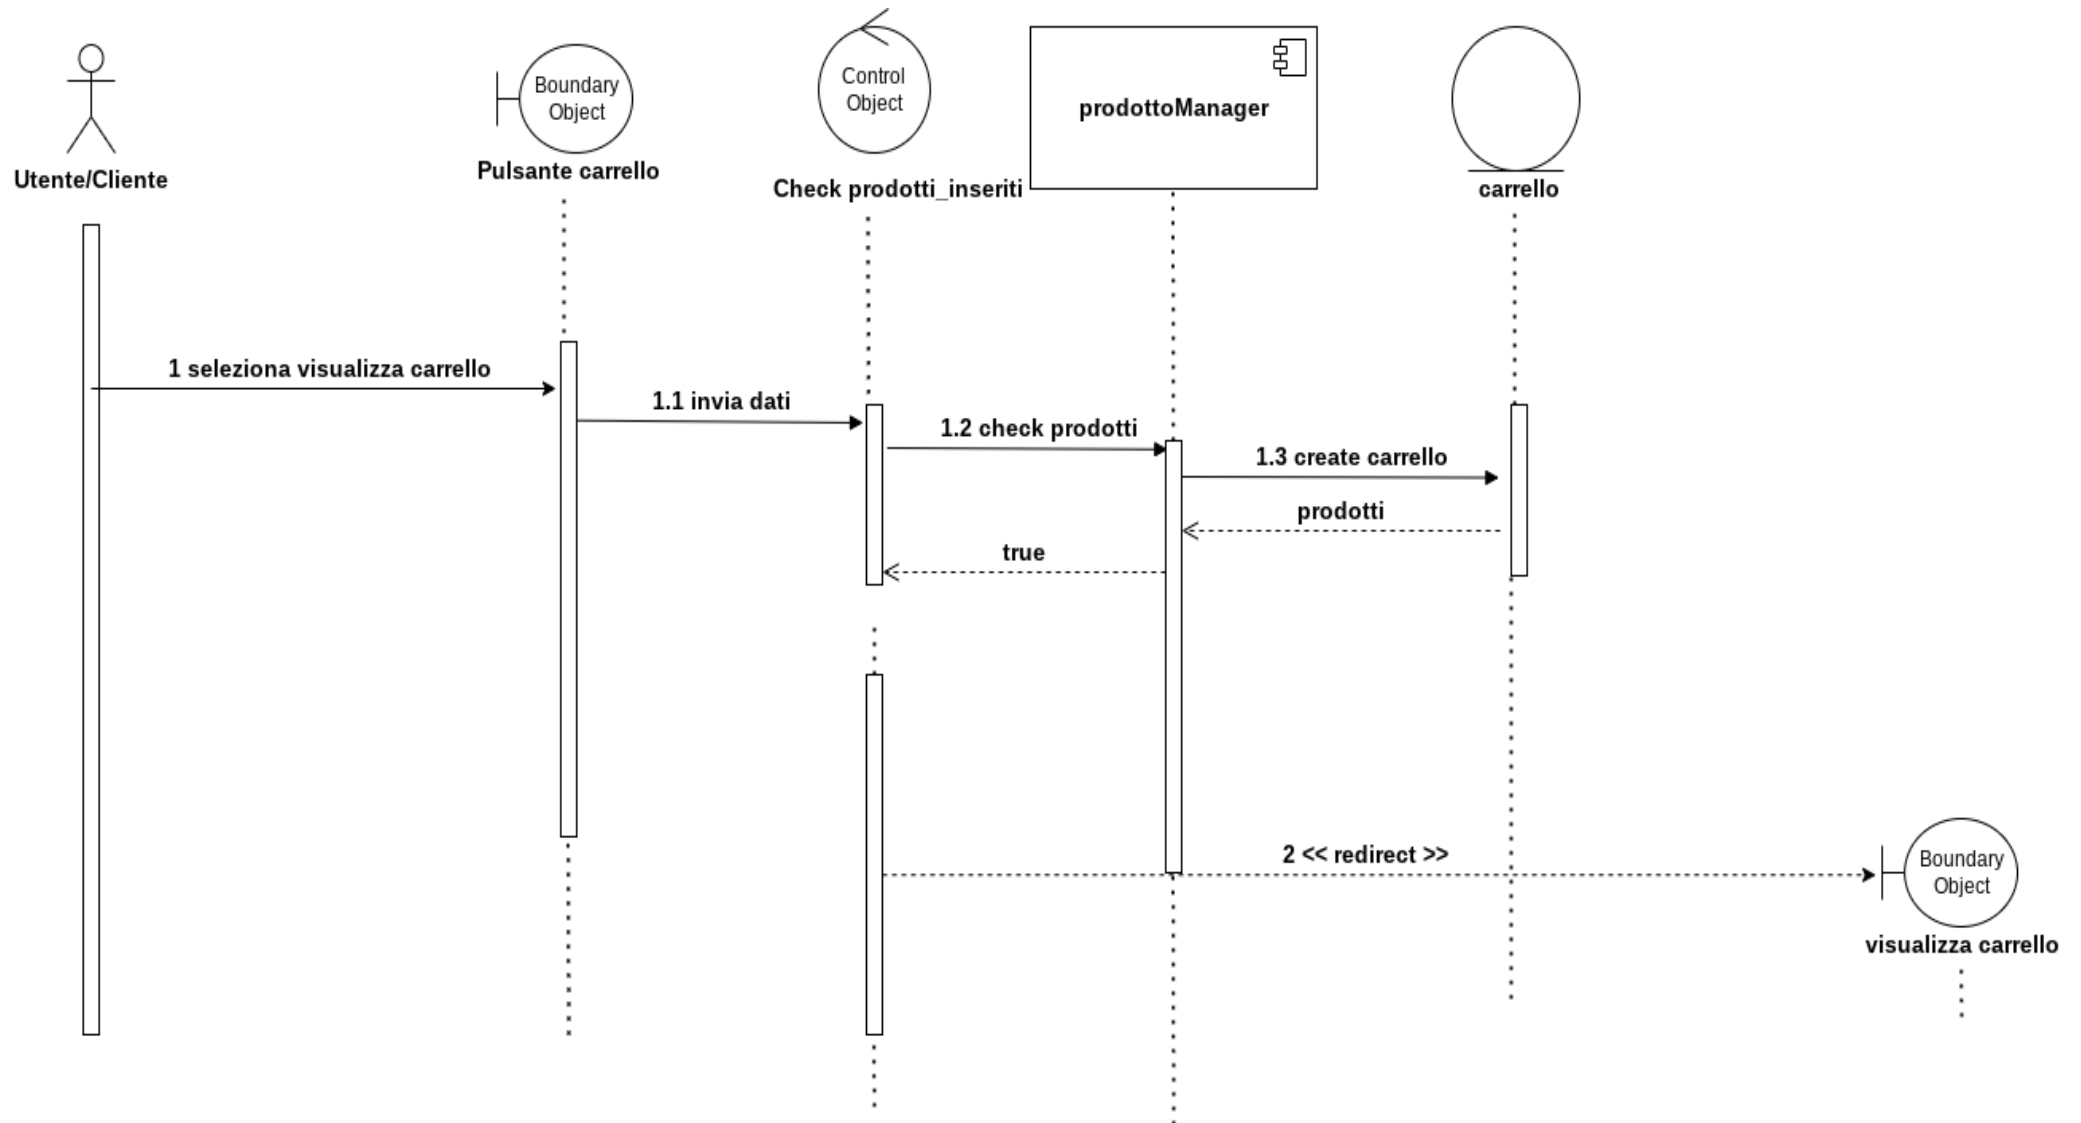 Boundary
Object
Pulsante carrello
Control
Object
Check prodotti_inseriti
prodottoManager
carrello
Utente/Cliente
1 seleziona visualizza carrello
1.1 invia dati
1.2 check prodotti
1.3 create carrello
prodotti
true
2 << redirect >>
Boundary
Object
visualizza carrello